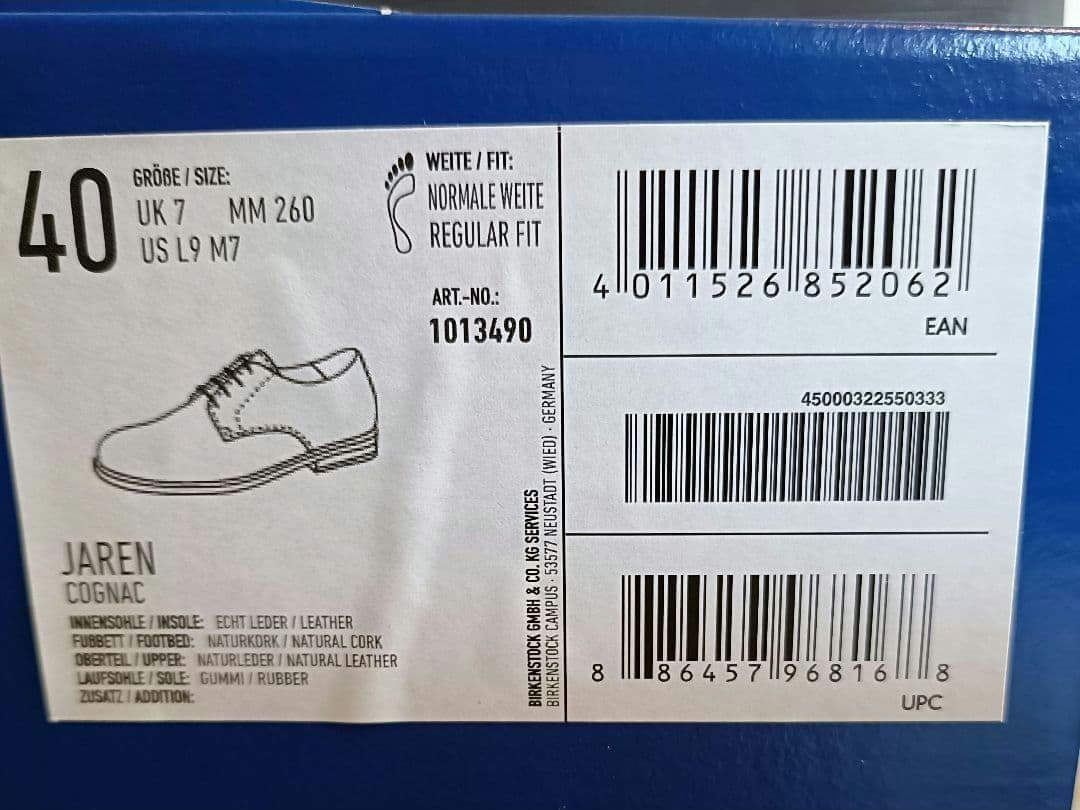 40
GRÖßE / SIZE:
UK 7 MM 260
US L9 M7
WEITE / FIT:
NORMALE WEITE
REGULAR FIT
ART.-NO.:
1013490
JAREN
COGNAC
INNENSOHLE / INSOLE: ECHT LEDER / LEATHER
FUßBETT / FOOTBED: NATURKORK / NATURAL CORK
OBERTEIL / UPPER: NATURLEDER / NATURAL LEATHER
LAUFSOHLE / SOLE: GUMMI / RUBBER
ZUSATZ / ADDITION:
BIRKENSTOCK GMBH & CO. KG SERVICES
BIRKENSTOCK CAMPUS · 53577 NEUSTADT (WIED) · GERMANY
4 011526 852062
EAN
45000322550333
8 86457 96816 8
UPC